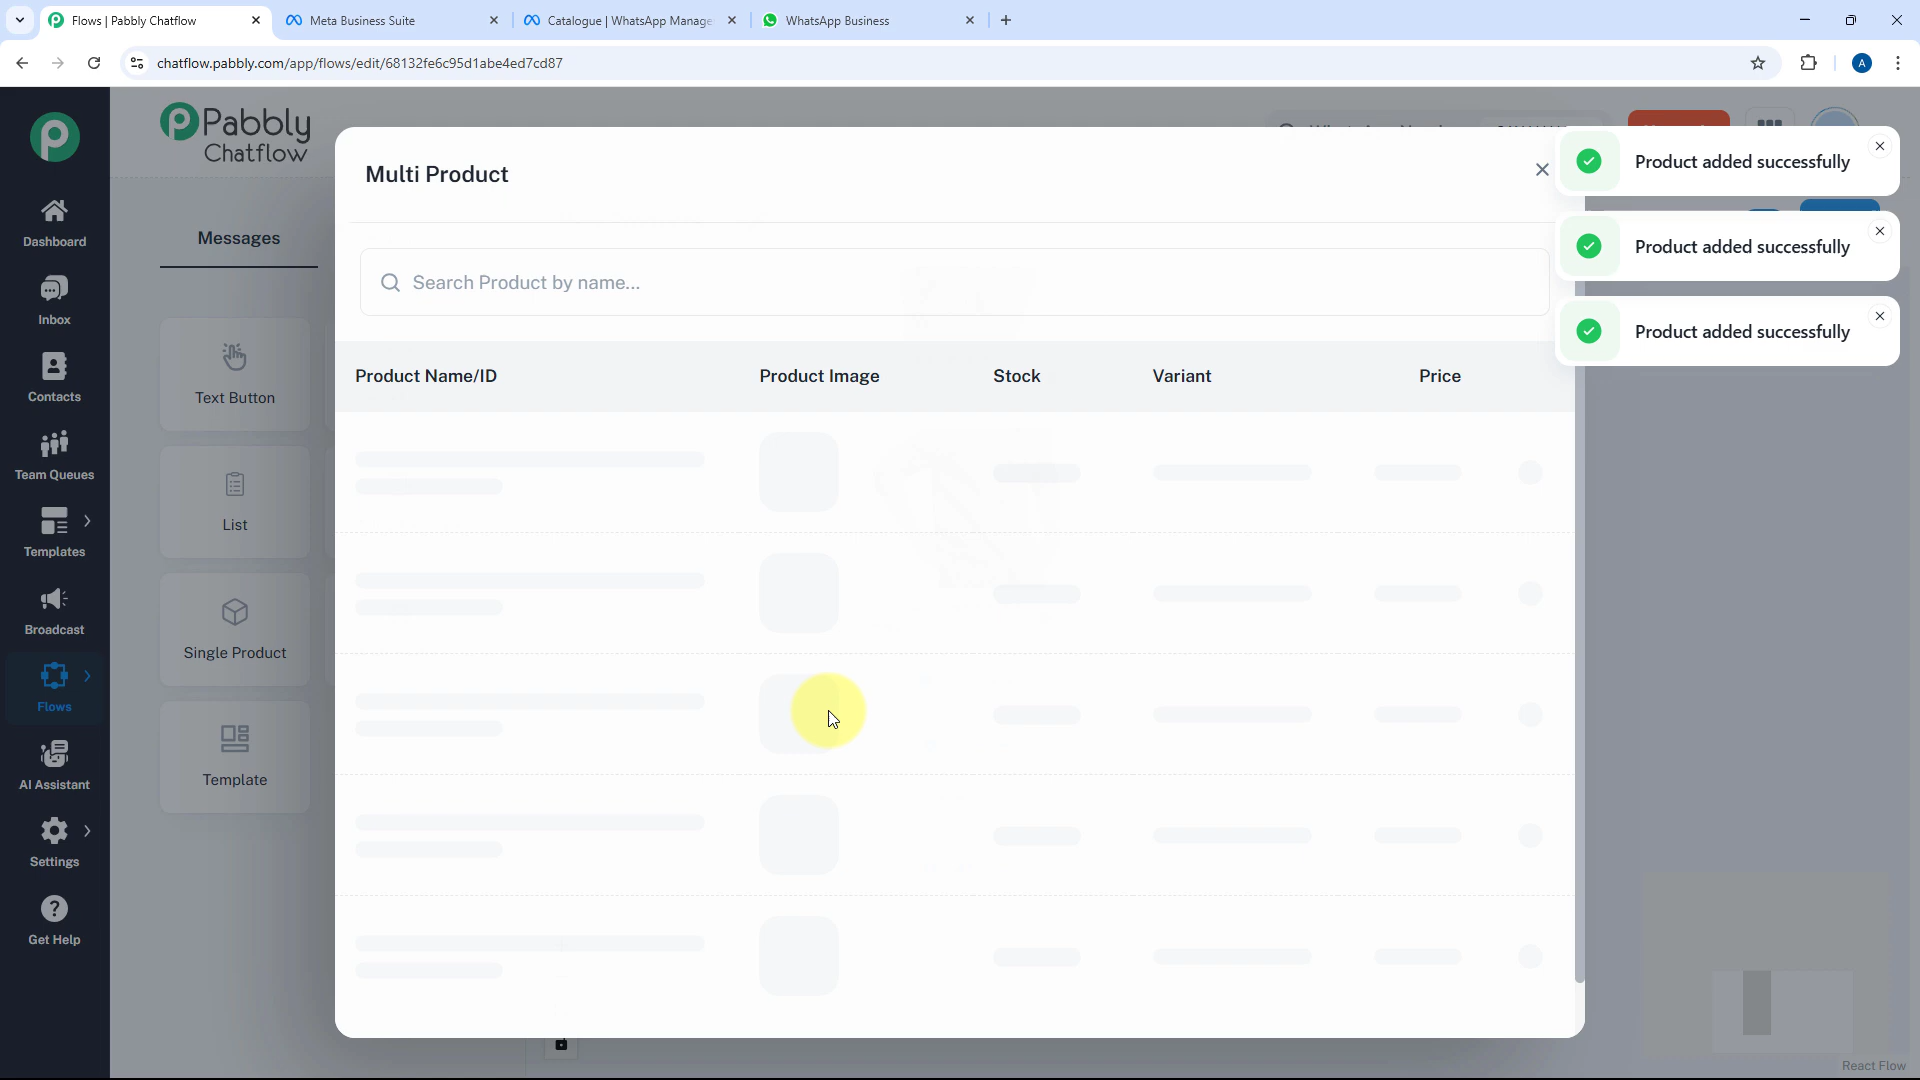 Flows | Pabbly Chatflow
Meta Business Suite
Catalogue | WhatsApp Manage
WhatsApp Business
chatflow.pabbly.com/app/flows/edit/68132fe6c95d1abe4ed7cd87
A
Pabbly
Chatflow
Dashboard
Inbox
Contacts
Team Queues
Templates
Broadcast
Flows
AI Assistant
Settings
Get Help
Messages
Text Button
List
Single Product
Template
Multi Product
Search Product by name...
Product Name/ID
Product Image
Stock
Variant
Price
Product added successfully
Product added successfully
Product added successfully
React Flow